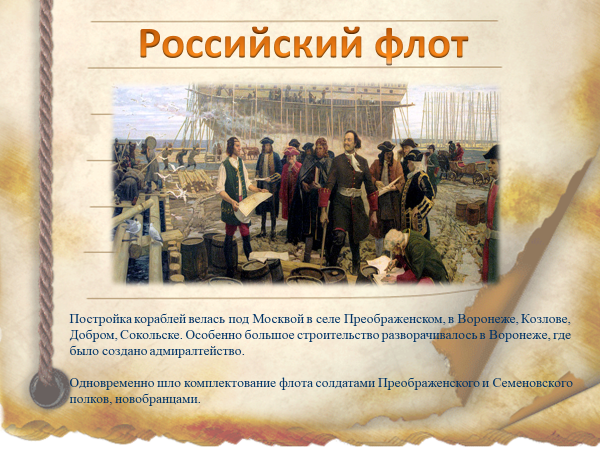 Российский флот
Постройка кораблей велась под Москвой в селе Преображенском, в Воронеже, Козлове,
Добром, Сокольске. Особенно большое строительство разворачивалось в Воронеже, где
было создано адмиралтейство.
Одновременно шло комплектование флота солдатами Преображенского и Семеновского
полков, новобранцами.